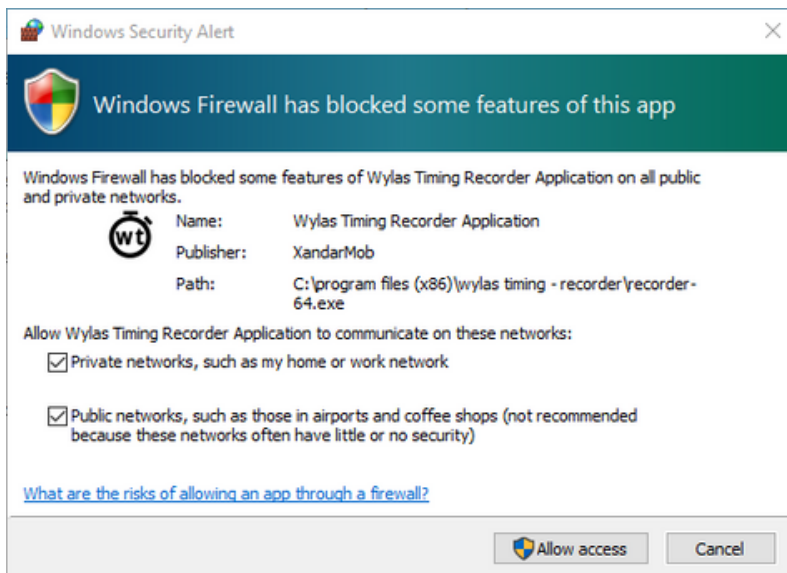 Windows Security Alert
Windows Firewall has blocked some features of this app
Windows Firewall has blocked some features of Wylas Timing Recorder Application on all public
and private networks.
wt
Name: Wylas Timing Recorder Application
Publisher: XandarMob
Path: C:\program files (x86)\wylas timing - recorder\recorder-
64.exe
Allow Wylas Timing Recorder Application to communicate on these networks:
Private networks, such as my home or work network
Public networks, such as those in airports and coffee shops (not recommended
because these networks often have little or no security)
What are the risks of allowing an app through a firewall?
Allow access Cancel